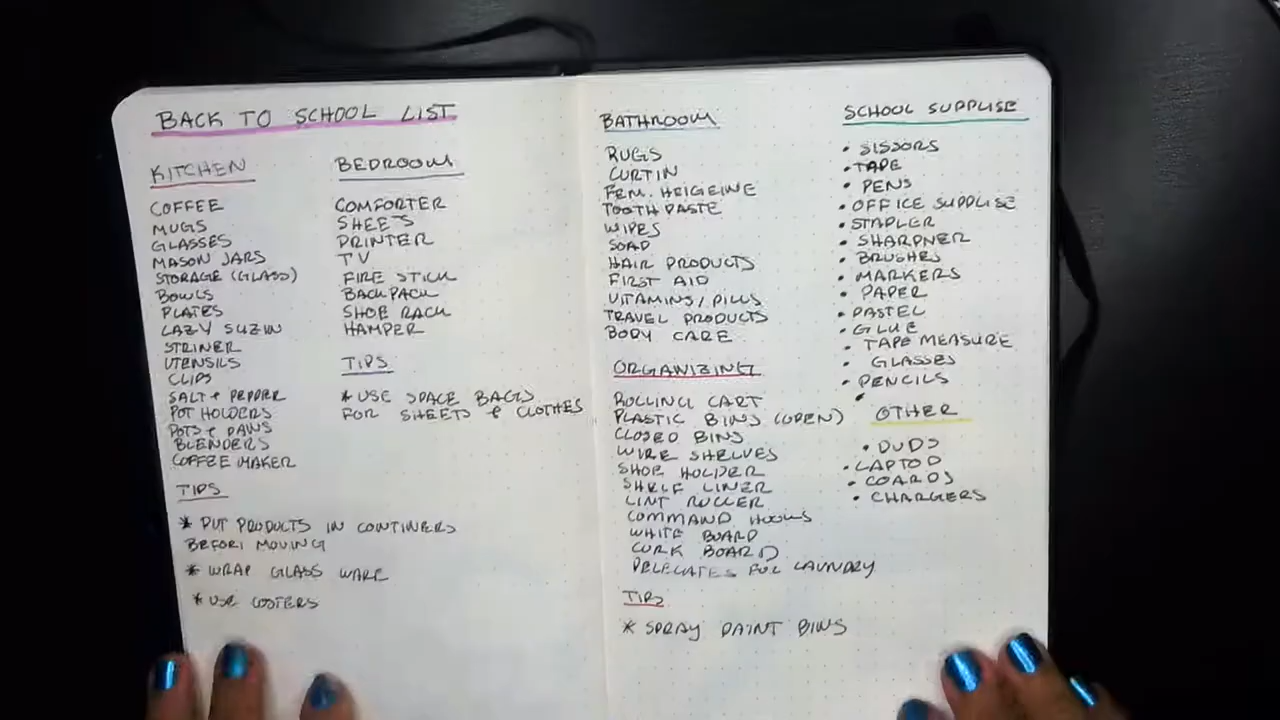 BACK TO SCHOOL LIST
KITCHEN
COFFEE
MUGS
GLASSES
MASON JARS
STORAGE (GLASS)
BOWLS
PLATES
LAZY SUZIN
STRINER
UTENSILS
CLIPS
SALT + PEPPER
POT HOLDERS
POTS & PANS
BLENDERS
COFFEE MAKER
TIPS
* PUT PRODUCTS IN CONTINERS
BEFORI MOVING
* WRAP GLASS WARE
* USE COSTERS
BEDROOM
COMFORTER
SHEETS
PRINTER
TV
FIRE STICK
BACKPACK
SHOE RACK
HAMPER
TIPS
* USE SPACE BAGS
FOR SHEETS & CLOTHES
BATHROOM
RUGS
CURTIN
FEM. HEIGEINE
TOOTH PASTE
WIPES
SOAP
HAIR PRODUCTS
FIRST AID
VITAMINS/PILLS
TRAVEL PRODUCTS
BODY CARE
ORGANIZING
ROLLING CART
PLASTIC BINS (OPEN)
CLOSED BINS
WIRE SHELVES
SHOE HOLDER
SHELF LINER
LINT ROLLER
COMMAND HOOKS
WHITE BOARD
CORK BOARD
DELECATES FOR LAUNDRY
TIPS
* SPRAY PAINT BINS
SCHOOL SUPPLISE
• SISSORS
• TAPE
• PENS
• OFFICE SUPPLISE
• STAPLER
• SHARPNER
• BRUSHES
• MARKERS
• PAPER
• PASTEL
• GLUE
• TAPE MEASURE
• GLASSES
• PENCILS
•
OTHER
• DVDS
• LAPTOP
• COARDS
• CHARGERS